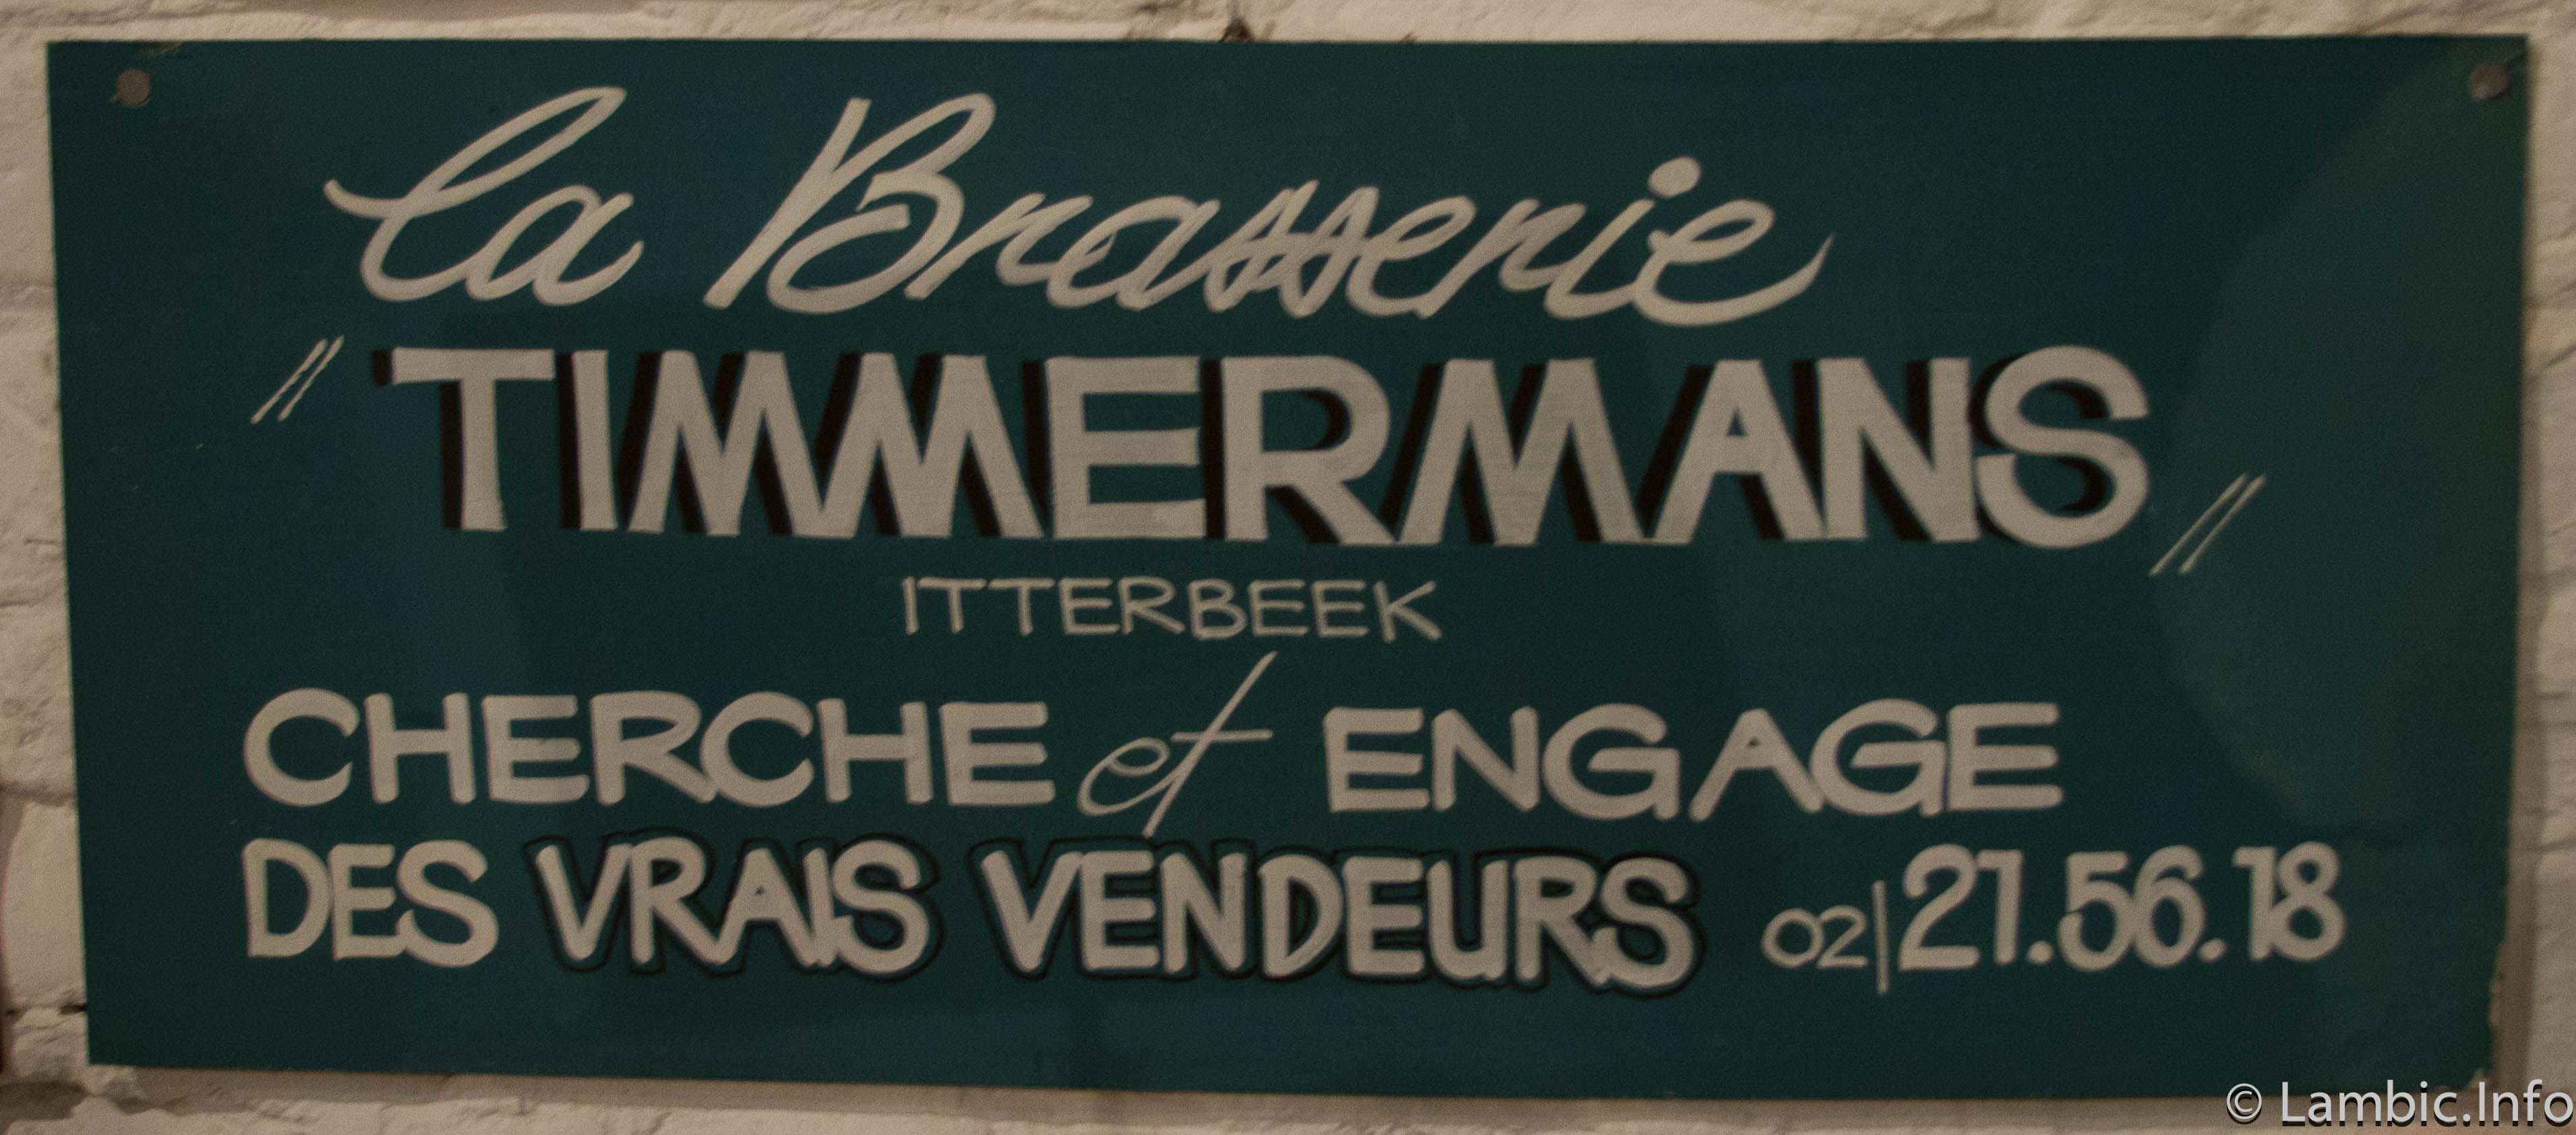 la Brasserie
"TIMMERMANS"
ITTERBEEK
CHERCHE et ENGAGE
DES VRAIS VENDEURS 02|21.56.18
© Lambic.Info